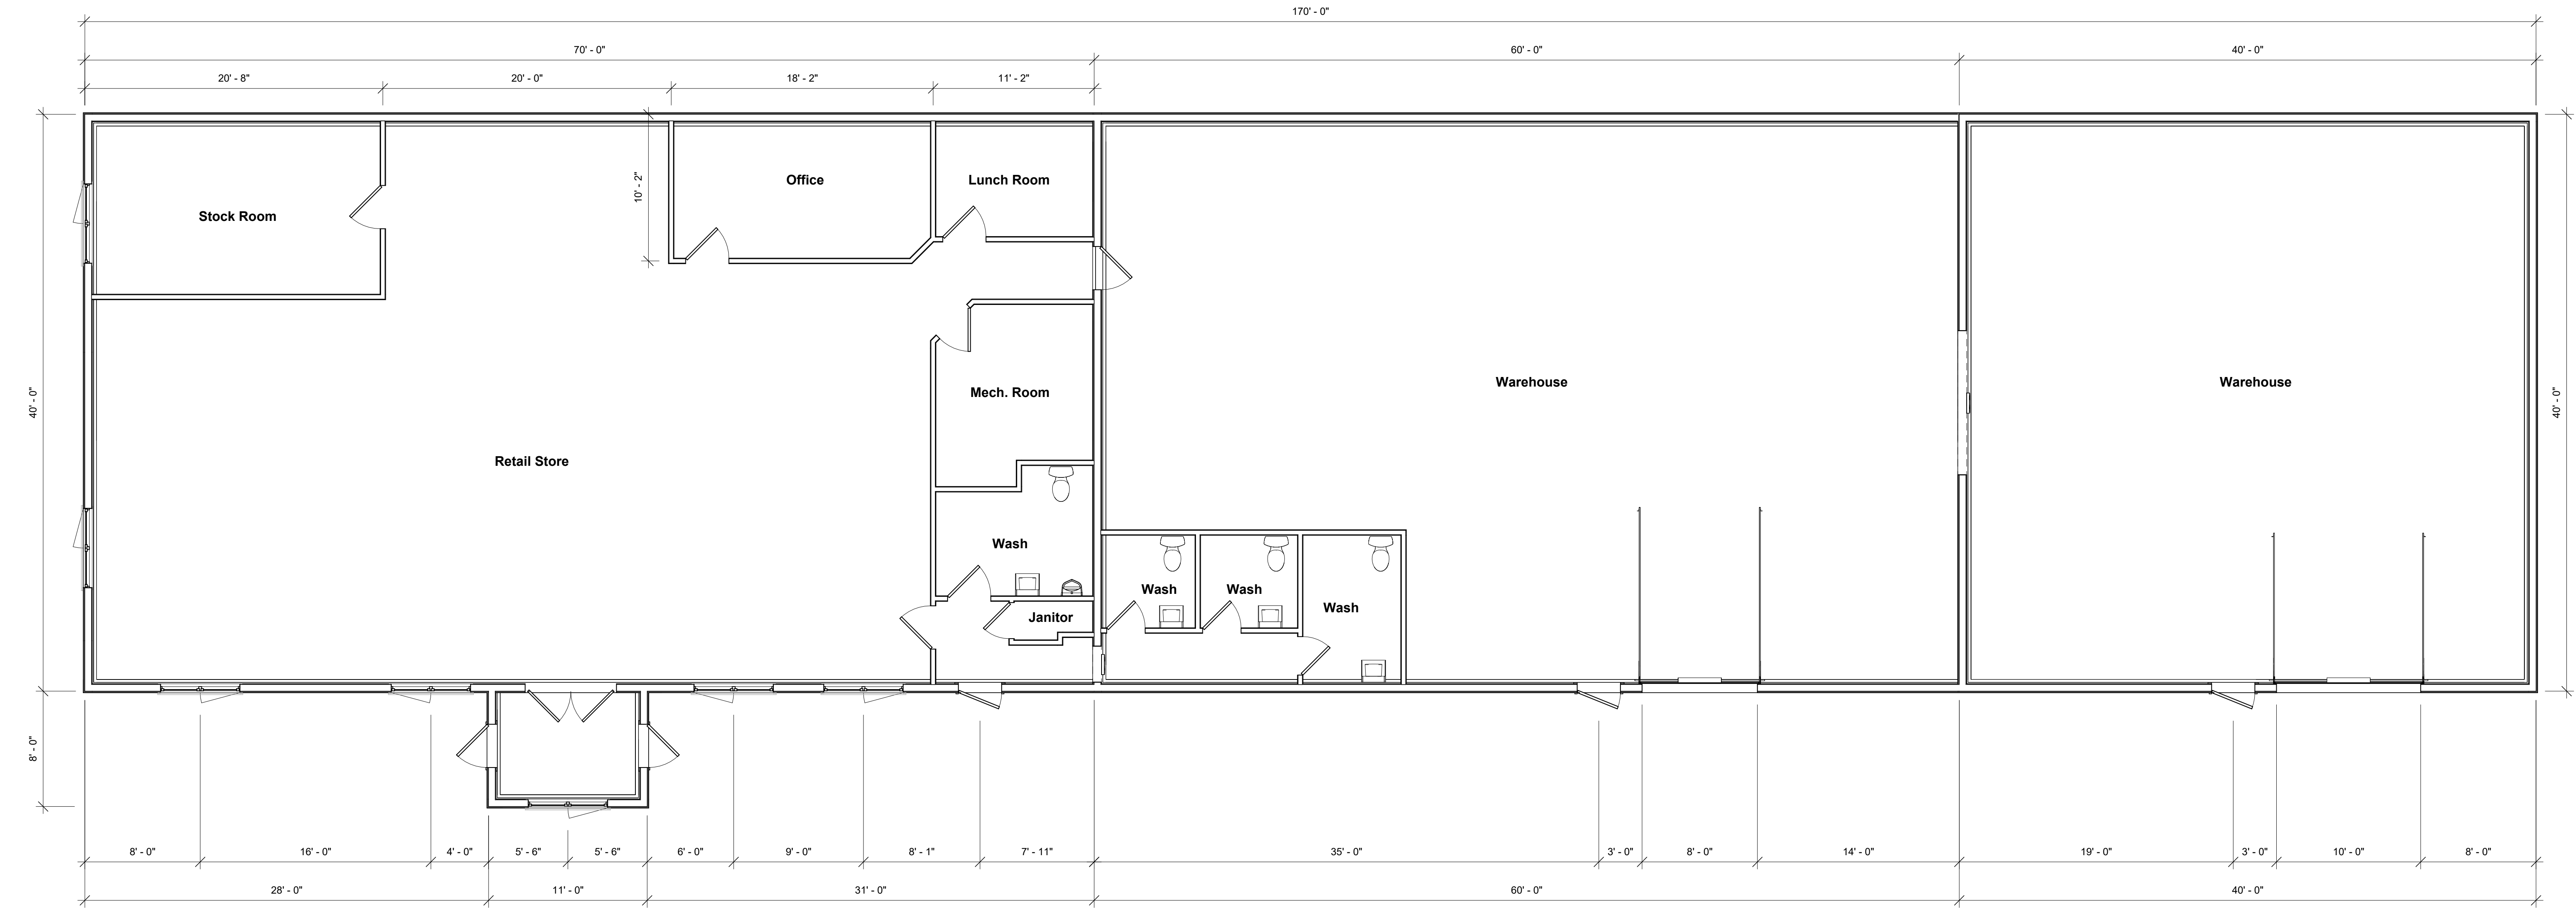 170' - 0"
70' - 0"
60' - 0"
40' - 0"
20' - 8"
20' - 0"
18' - 2"
11' - 2"
10' - 2"
Office
Lunch Room
Stock Room
40' - 0"
Mech. Room
Warehouse
Warehouse
40' - 0"
Retail Store
Wash
Wash
Wash
Wash
Janitor
8' - 0"
8' - 0"
16' - 0"
4' - 0"
5' - 6"
5' - 6"
6' - 0"
9' - 0"
8' - 1"
7' - 11"
35' - 0"
3' - 0"
8' - 0"
14' - 0"
19' - 0"
3' - 0"
10' - 0"
8' - 0"
28' - 0"
11' - 0"
31' - 0"
60' - 0"
40' - 0"